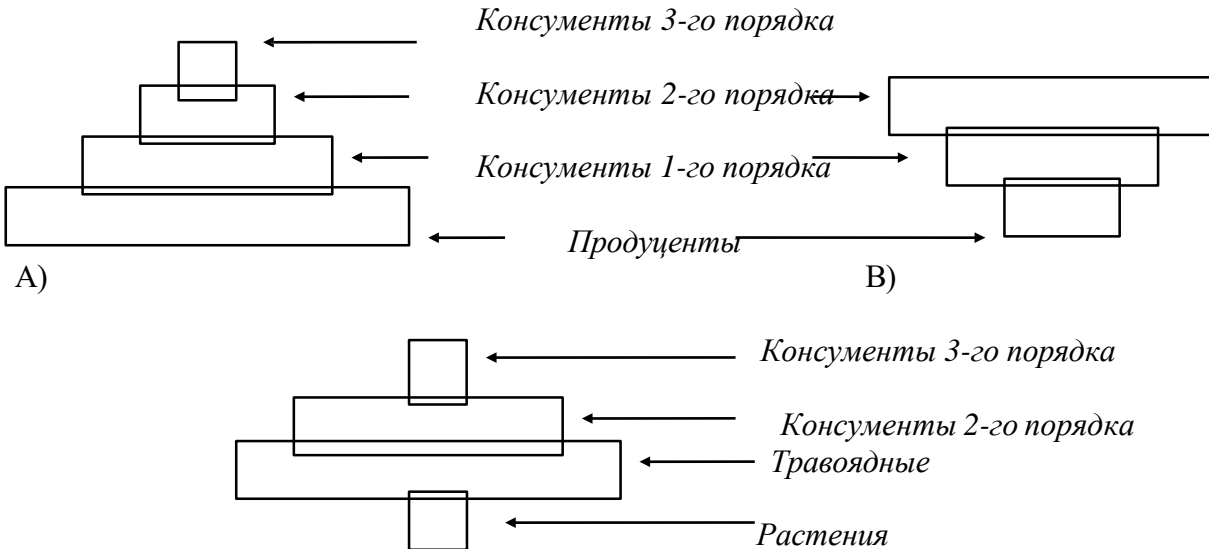 Консументы 3-го порядка
Консументы 2-го порядка
Консументы 1-го порядка
Продуценты
А)
В)
Консументы 3-го порядка
Консументы 2-го порядка
Травоядные
Растения